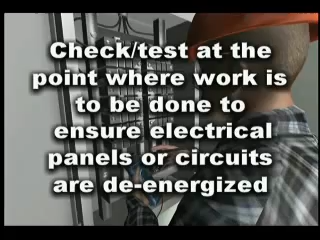 Check/test at the
point where work is
to be done to
ensure electrical
panels or circuits
are de-energized